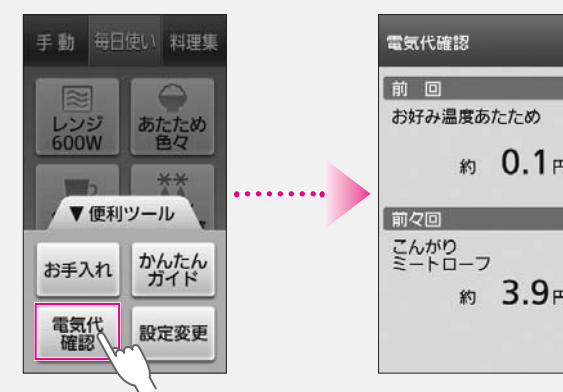 手動 毎日使い 料理集
レンジ
600W
あたため
色々
▼便利ツール
お手入れ
かんたん
ガイド
電気代
確認
設定変更
電気代確認
前 回
お好み温度あたため
約 0.1円
前々回
こんがり
ミートローフ
約 3.9円